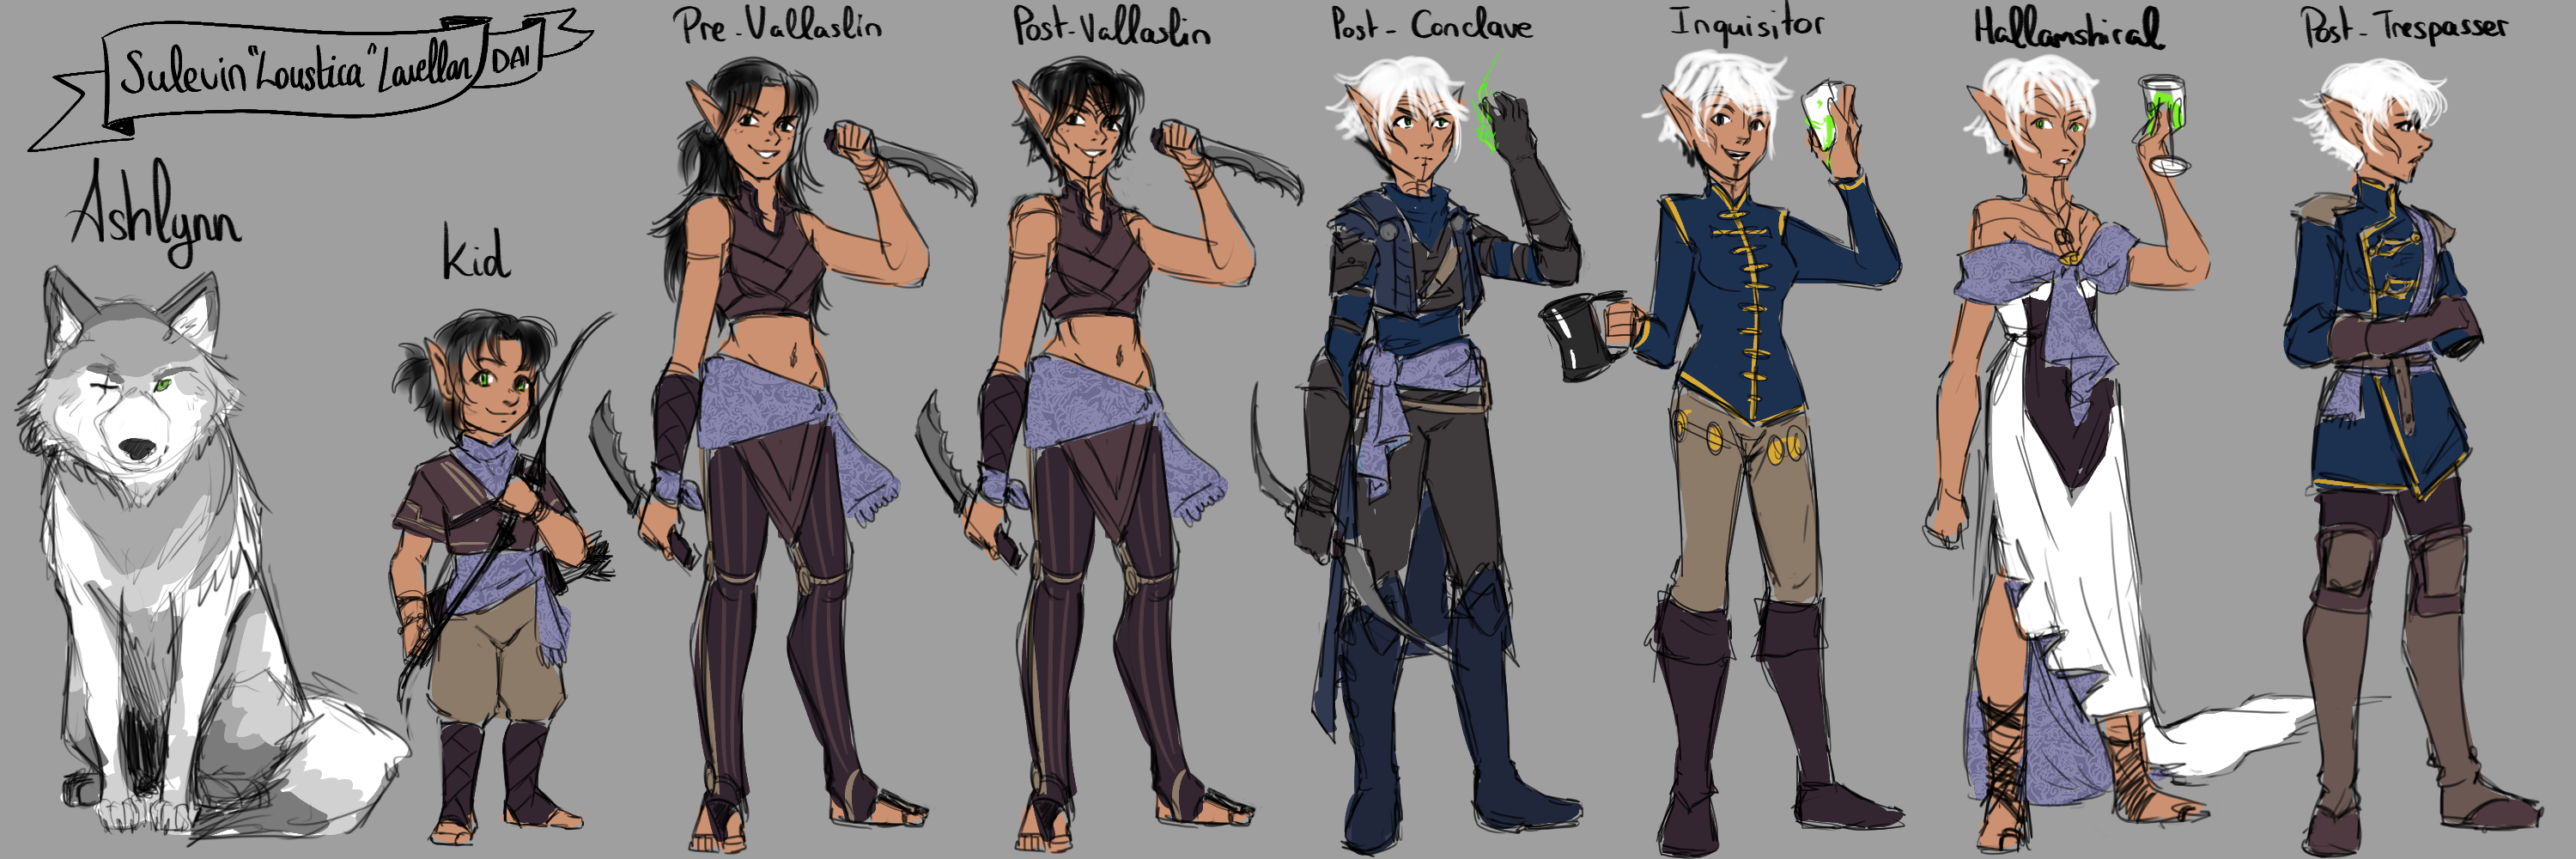 Sulevin "Loustica" Lavellan DAI
Ashlynn
Kid
Pre-Vallaslin
Post-Vallaslin
Post-Conclave
Inquisitor
Hallamshiral
Post-Trespasser